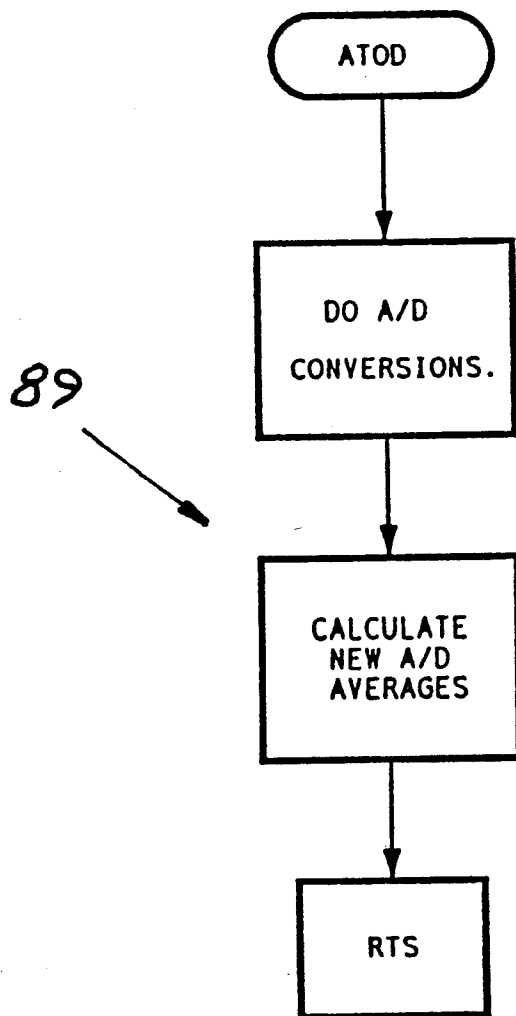 ATOD
DO A/D
CONVERSIONS.
89
CALCULATE
NEW A/D
AVERAGES
RTS